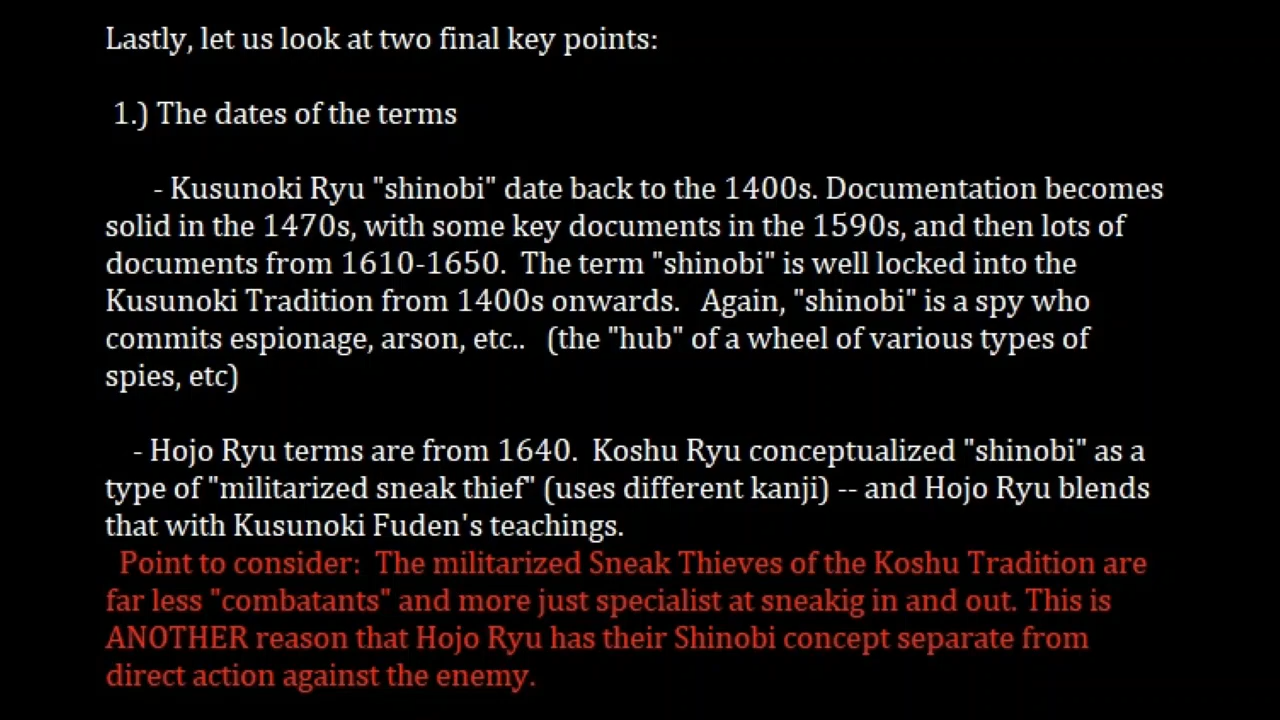 Lastly, let us look at two final key points:
1.) The dates of the terms
- Kusunoki Ryu "shinobi" date back to the 1400s. Documentation becomes
solid in the 1470s, with some key documents in the 1590s, and then lots of
documents from 1610-1650. The term "shinobi" is well locked into the
Kusunoki Tradition from 1400s onwards. Again, "shinobi" is a spy who
commits espionage, arson, etc.. (the "hub" of a wheel of various types of
spies, etc)
- Hojo Ryu terms are from 1640. Koshu Ryu conceptualized "shinobi" as a
type of "militarized sneak thief" (uses different kanji) -- and Hojo Ryu blends
that with Kusunoki Fuden's teachings.
Point to consider: The militarized Sneak Thieves of the Koshu Tradition are
far less "combatants" and more just specialist at sneakig in and out. This is
ANOTHER reason that Hojo Ryu has their Shinobi concept separate from
direct action against the enemy.